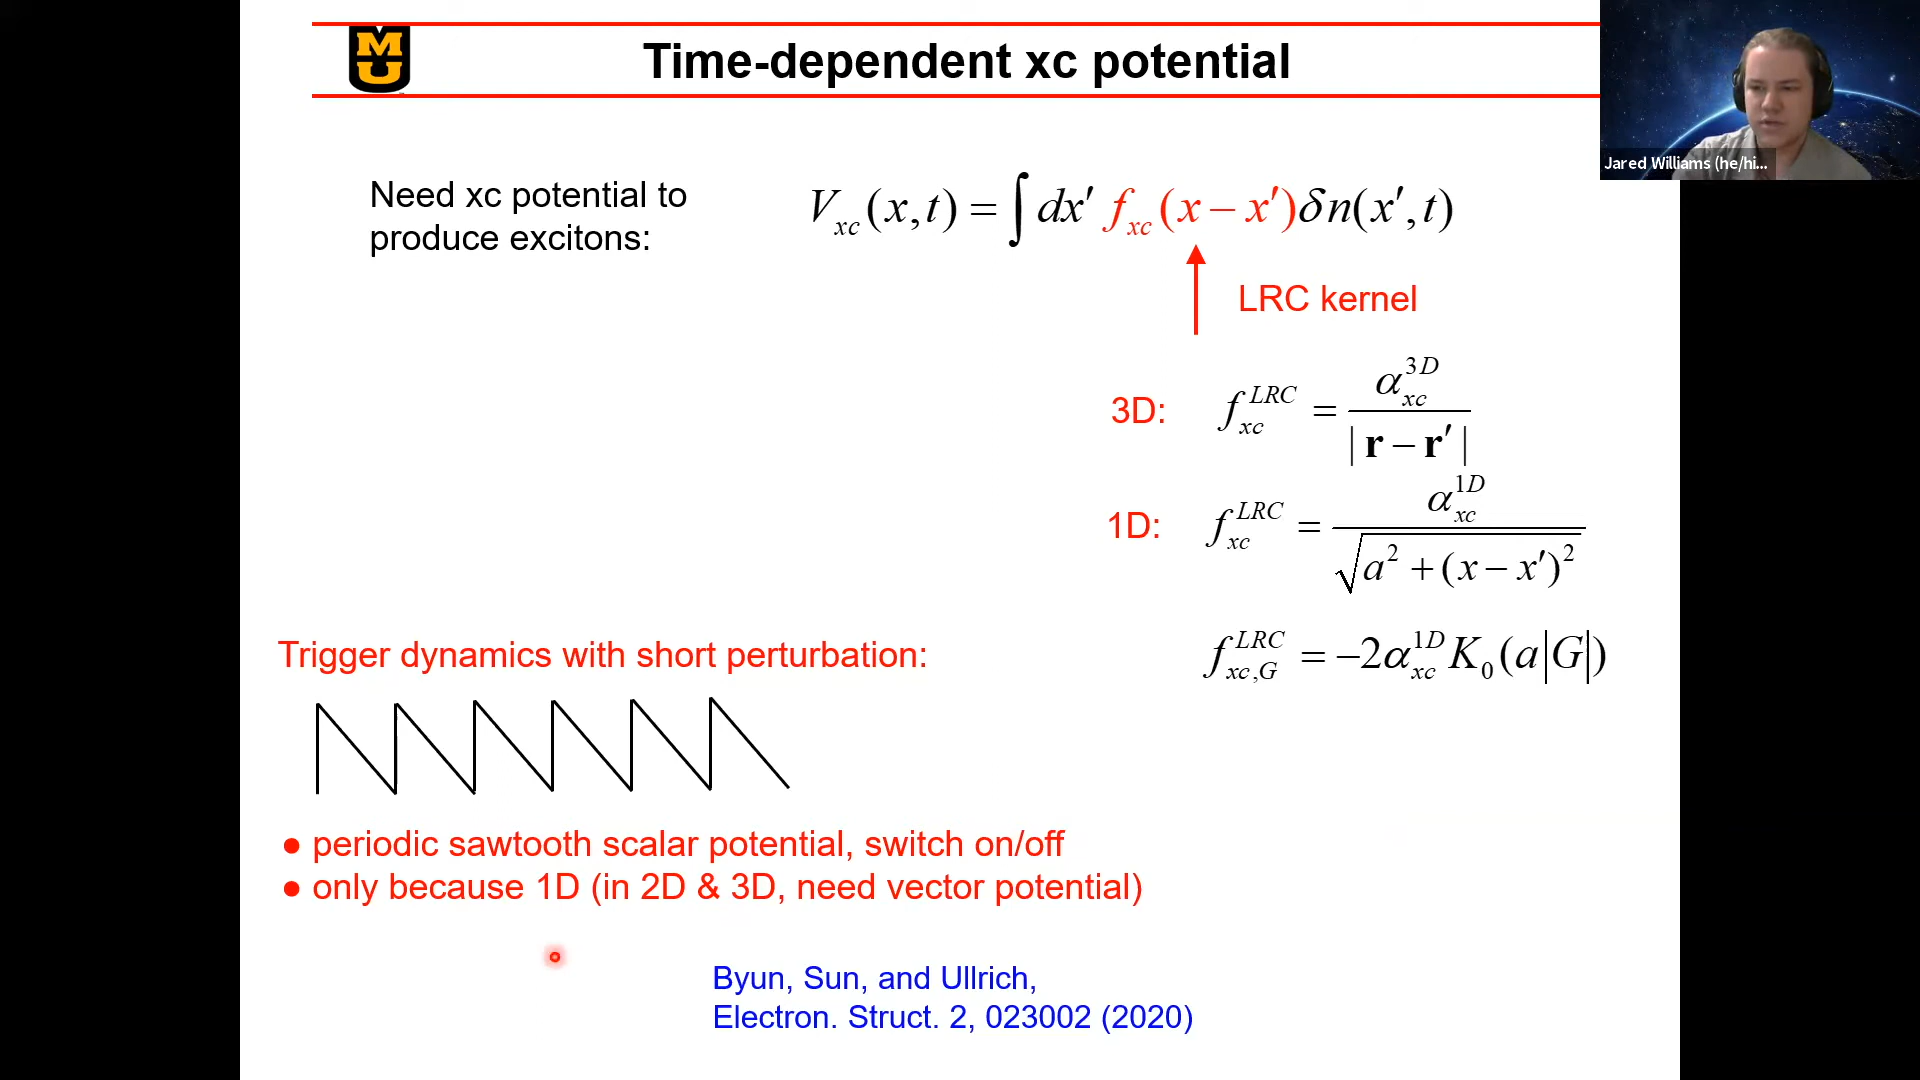 MU
Time-dependent xc potential
Jared Williams (he/hi...
Need xc potential to
produce excitons:
V_xc(x,t) = ∫ dx′ f_xc(x − x′)δn(x′,t)
LRC kernel
3D: f_xc^LRC = α_xc^3D / |r − r′|
1D: f_xc^LRC = α_xc^1D / √(a² + (x − x′)²)
f_xc,G^LRC = −2α_xc^1D K₀(a|G|)
Trigger dynamics with short perturbation:
● periodic sawtooth scalar potential, switch on/off
● only because 1D (in 2D & 3D, need vector potential)
Byun, Sun, and Ullrich,
Electron. Struct. 2, 023002 (2020)